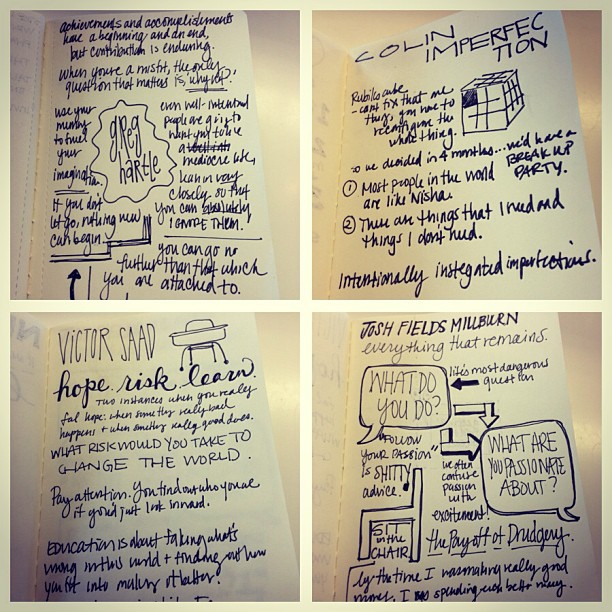 achievements and accomplishments
have a beginning and an end,
but contribution is enduring.
when you're a misfit, the only
question that matters is, "why not?"
use your
memory
to fuel
your
imagination.
If you don't
let go, nothing new
can begin.
greg
hartle
even well-intentioned
people are going to
want you to live
a
mediocre life,
lean in very
closely so that
you can absolutely
IGNORE THEM!
you can go no
further than that which
you are attached to.
COLIN
IMPERFEC
TION
Rubiks cube
- cant fix that one
thing, you have to
reconfigure the
whole thing.
so we decided in 4 months... we'd have a
BREAK UP
PARTY.
① Most people in the world
are like Nisha.
② There are things that I need and
things I don't need.
Intentionally instegated imperfections.
VICTOR SAAD
hope. risk. learn.
Two instances when you really
feel hope: when something really bad
happens + when something really good does.
WHAT RISK WOULD YOU TAKE TO
CHANGE THE WORLD.
Pay attention. You find out who you are
if you'd just look inward.
Education is about taking what's
wrong in this world + finding out how
you fit into making it better.
JOSH FIELDS MILLBURN
everything that remains.
WHAT DO
YOU DO?
life's most dangerous
question
"FOLLOW
YOUR PASSION"
is SHITTY
advice.
we often
confuse
passion
with
excitement!
WHAT ARE
YOU PASSIONATE
ABOUT?
SIT
in the
CHAIR
the Payoff of Drudgery.
by the time I was making really good
money, I was spending even better money.